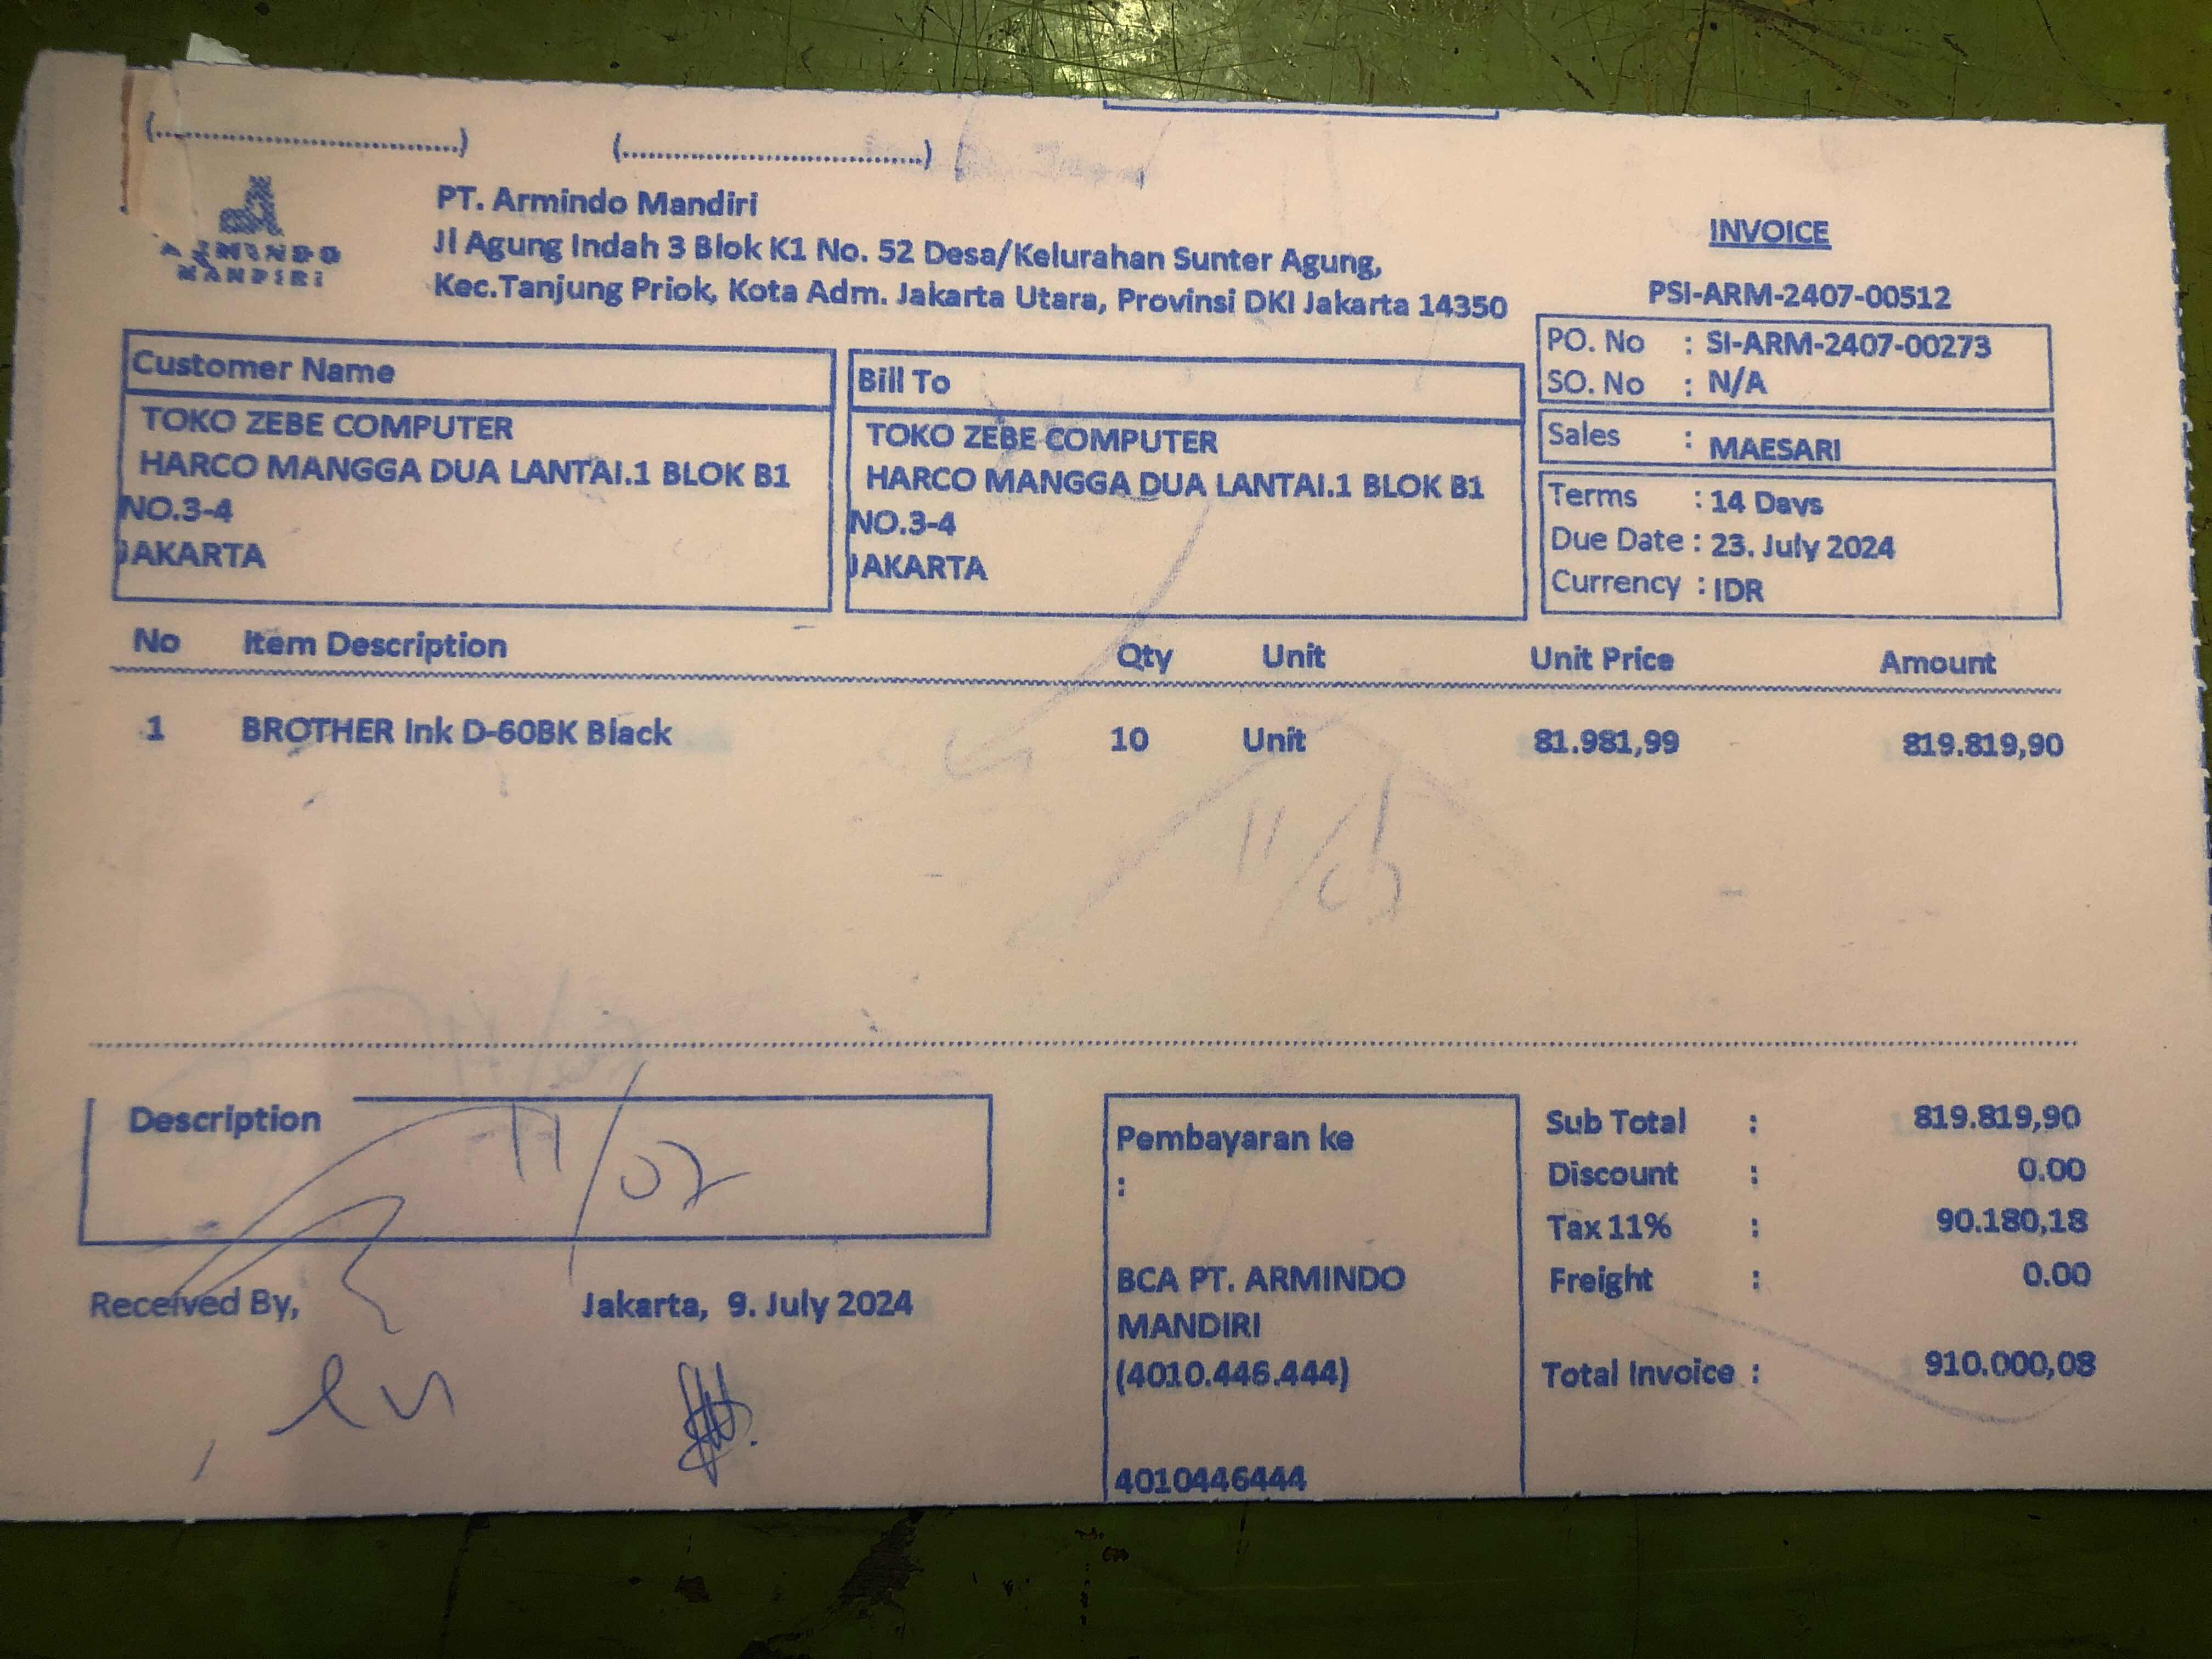 (..............................) (..............................)
ARMINDO
MANDIRI
PT. Armindo Mandiri
Jl Agung Indah 3 Blok K1 No. 52 Desa/Kelurahan Sunter Agung,
Kec.Tanjung Priok, Kota Adm. Jakarta Utara, Provinsi DKI Jakarta 14350
INVOICE
PSI-ARM-2407-00512
PO. No : SI-ARM-2407-00273
SO. No : N/A
Sales : MAESARI
Terms : 14 Days
Due Date : 23. July 2024
Currency : IDR
Customer Name
TOKO ZEBE COMPUTER
HARCO MANGGA DUA LANTAI.1 BLOK B1
NO.3-4
JAKARTA
Bill To
TOKO ZEBE COMPUTER
HARCO MANGGA DUA LANTAI.1 BLOK B1
NO.3-4
JAKARTA
No Item Description Qty Unit Unit Price Amount
1 BROTHER Ink D-60BK Black 10 Unit 81.981,99 819.819,90
Description
11/07
Received By,
Jakarta, 9. July 2024
Pembayaran ke
:
BCA PT. ARMINDO
MANDIRI
(4010.446.444)
4010446444
Sub Total : 819.819,90
Discount : 0.00
Tax 11% : 90.180,18
Freight : 0.00
Total Invoice : 910.000,08